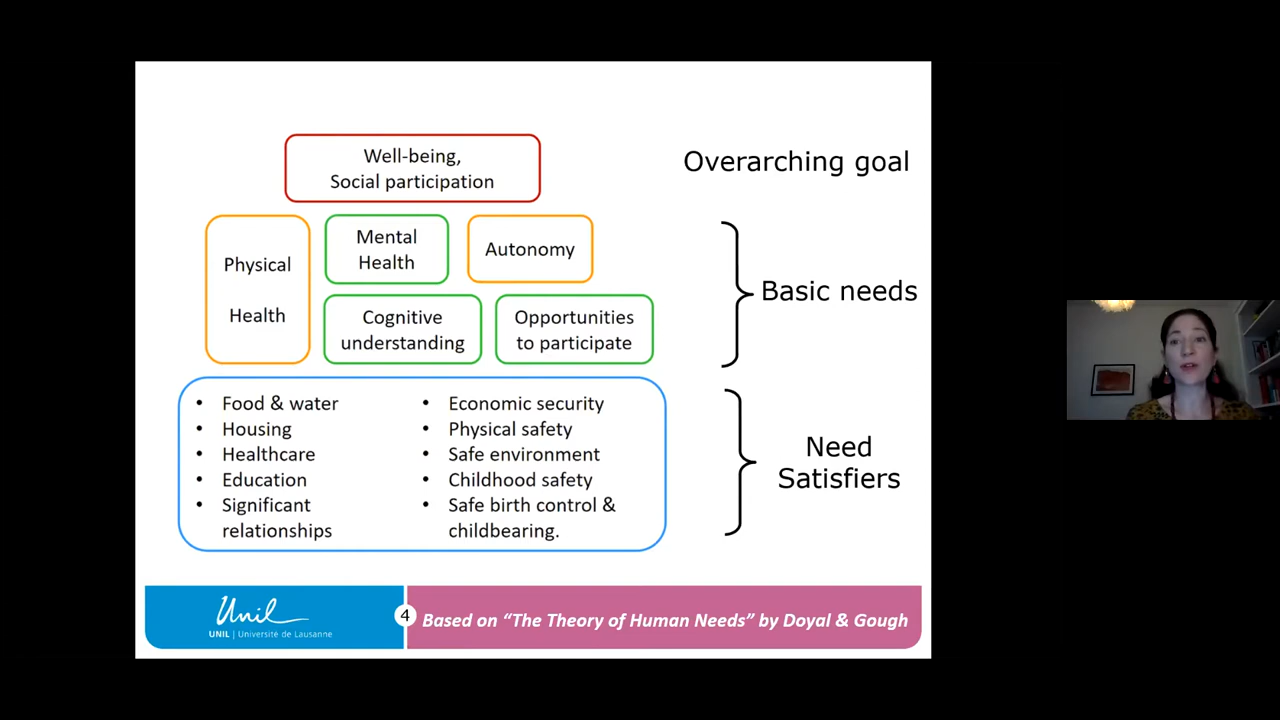 Well-being,
Social participation
Overarching goal
Physical
Health
Mental
Health
Autonomy
Cognitive
understanding
Opportunities
to participate
Basic needs
• Food & water
• Housing
• Healthcare
• Education
• Significant
relationships
• Economic security
• Physical safety
• Safe environment
• Childhood safety
• Safe birth control &
childbearing.
Need
Satisfiers
Unil
UNIL | Université de Lausanne
4
Based on “The Theory of Human Needs” by Doyal & Gough